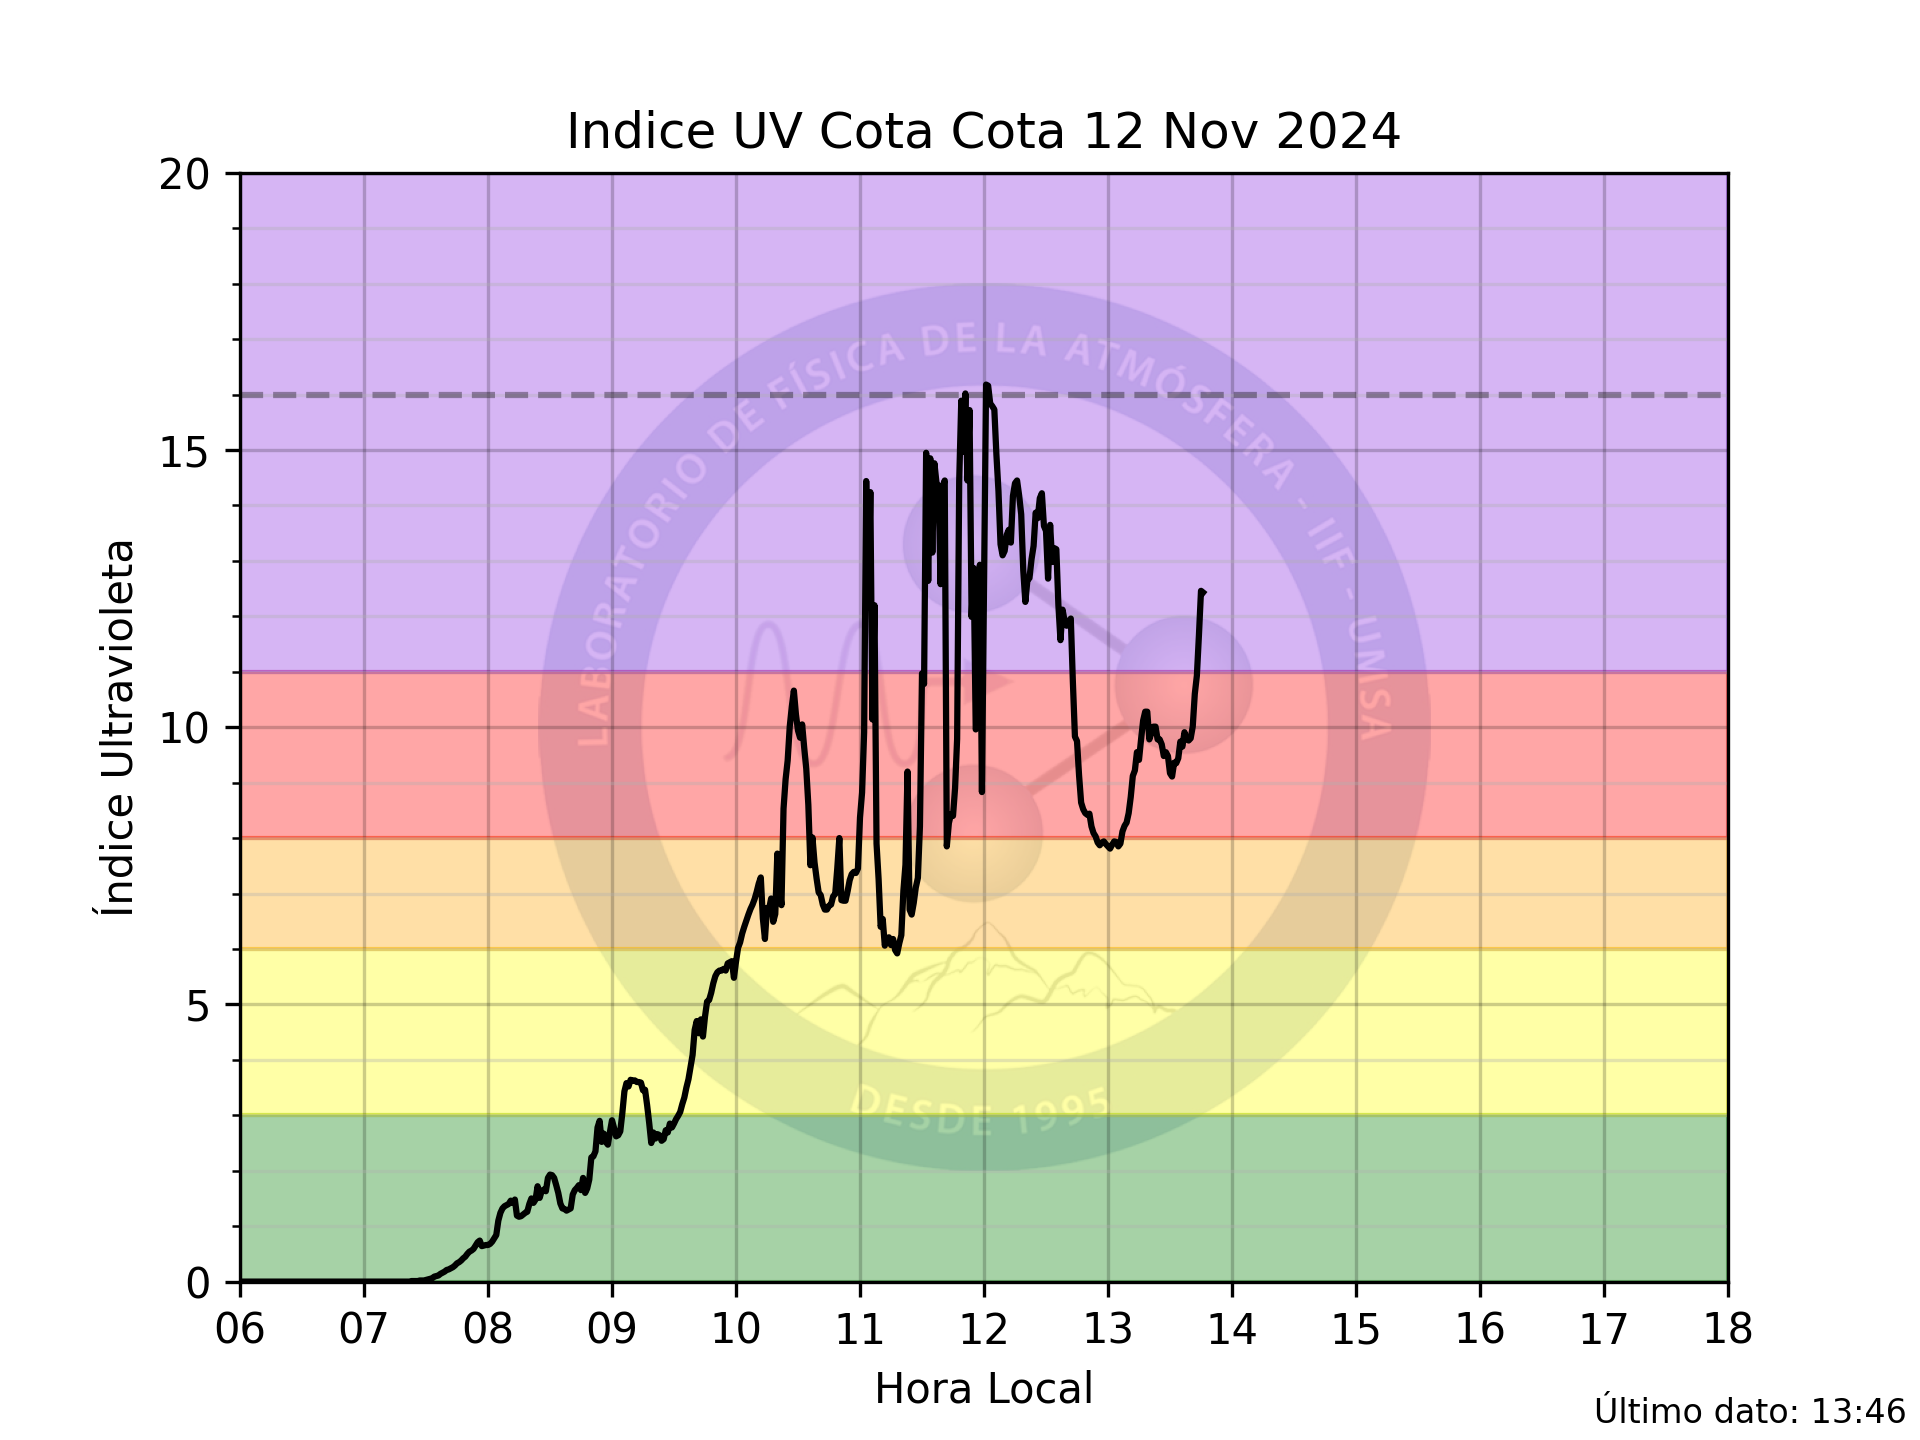 Indice UV Cota Cota 12 Nov 2024
20
15
10
5
0
Índice Ultravioleta
LABORATORIO DE FÍSICA DE LA ATMÓSFERA - IIF - UMSA
DESDE 1995
06 07 08 09 10 11 12 13 14 15 16 17 18
Hora Local
Último dato: 13:46